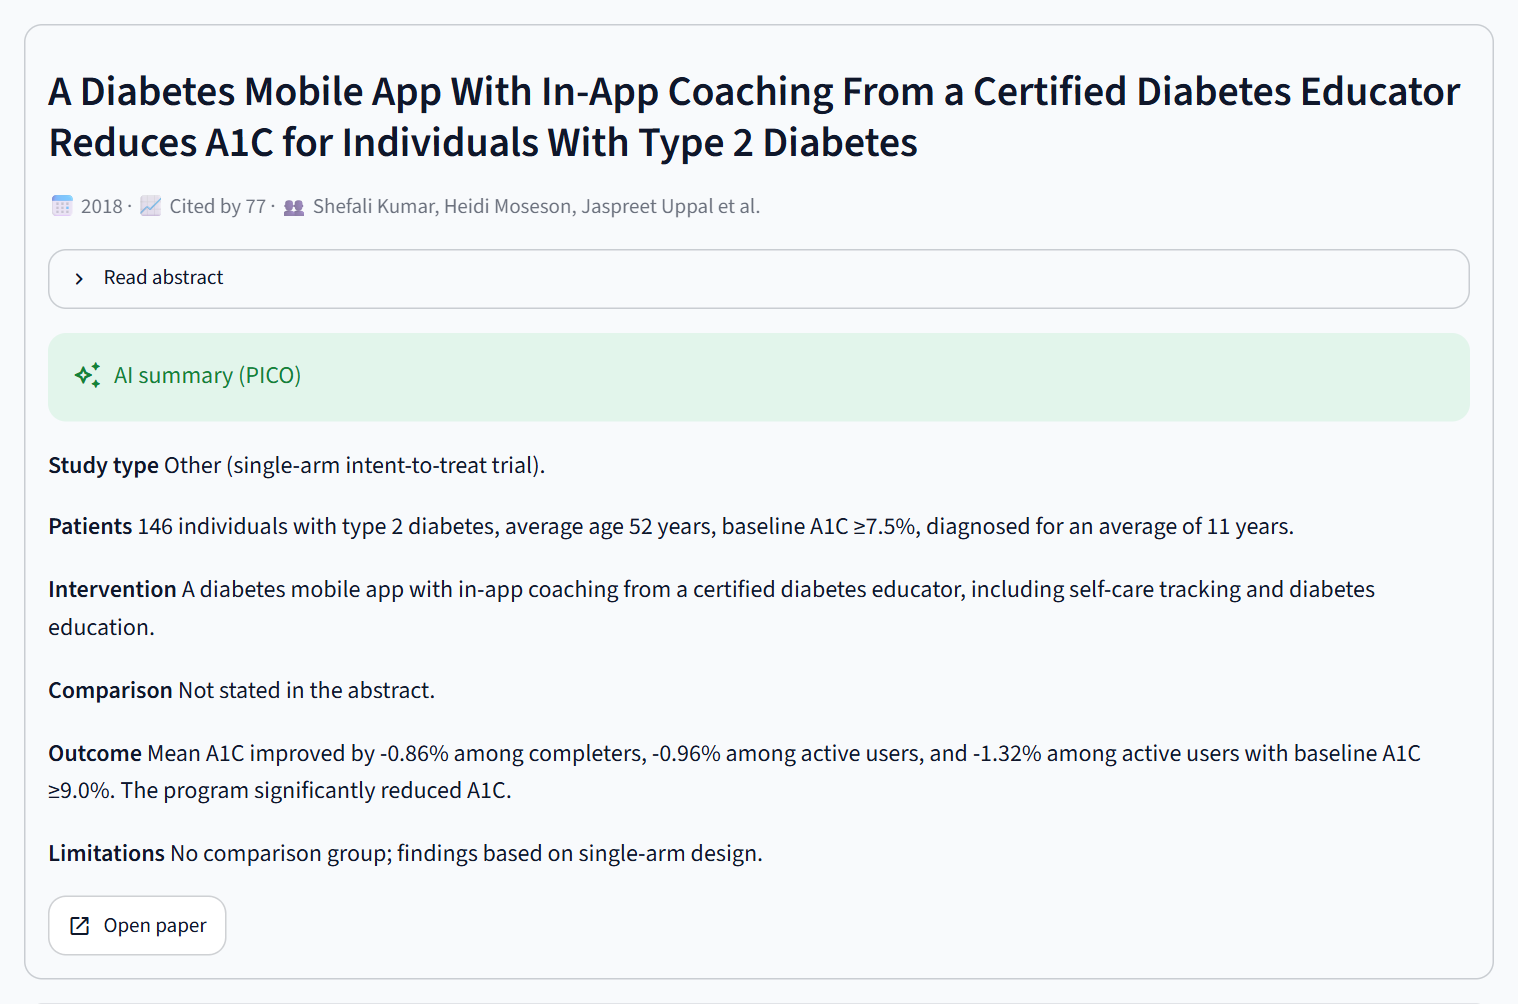 A Diabetes Mobile App With In-App Coaching From a Certified Diabetes Educator
Reduces A1C for Individuals With Type 2 Diabetes
2018 · Cited by 77 · Shefali Kumar, Heidi Moseson, Jaspreet Uppal et al.
Read abstract
AI summary (PICO)
Study type Other (single-arm intent-to-treat trial).
Patients 146 individuals with type 2 diabetes, average age 52 years, baseline A1C ≥7.5%, diagnosed for an average of 11 years.
Intervention A diabetes mobile app with in-app coaching from a certified diabetes educator, including self-care tracking and diabetes
education.
Comparison Not stated in the abstract.
Outcome Mean A1C improved by -0.86% among completers, -0.96% among active users, and -1.32% among active users with baseline A1C
≥9.0%. The program significantly reduced A1C.
Limitations No comparison group; findings based on single-arm design.
Open paper